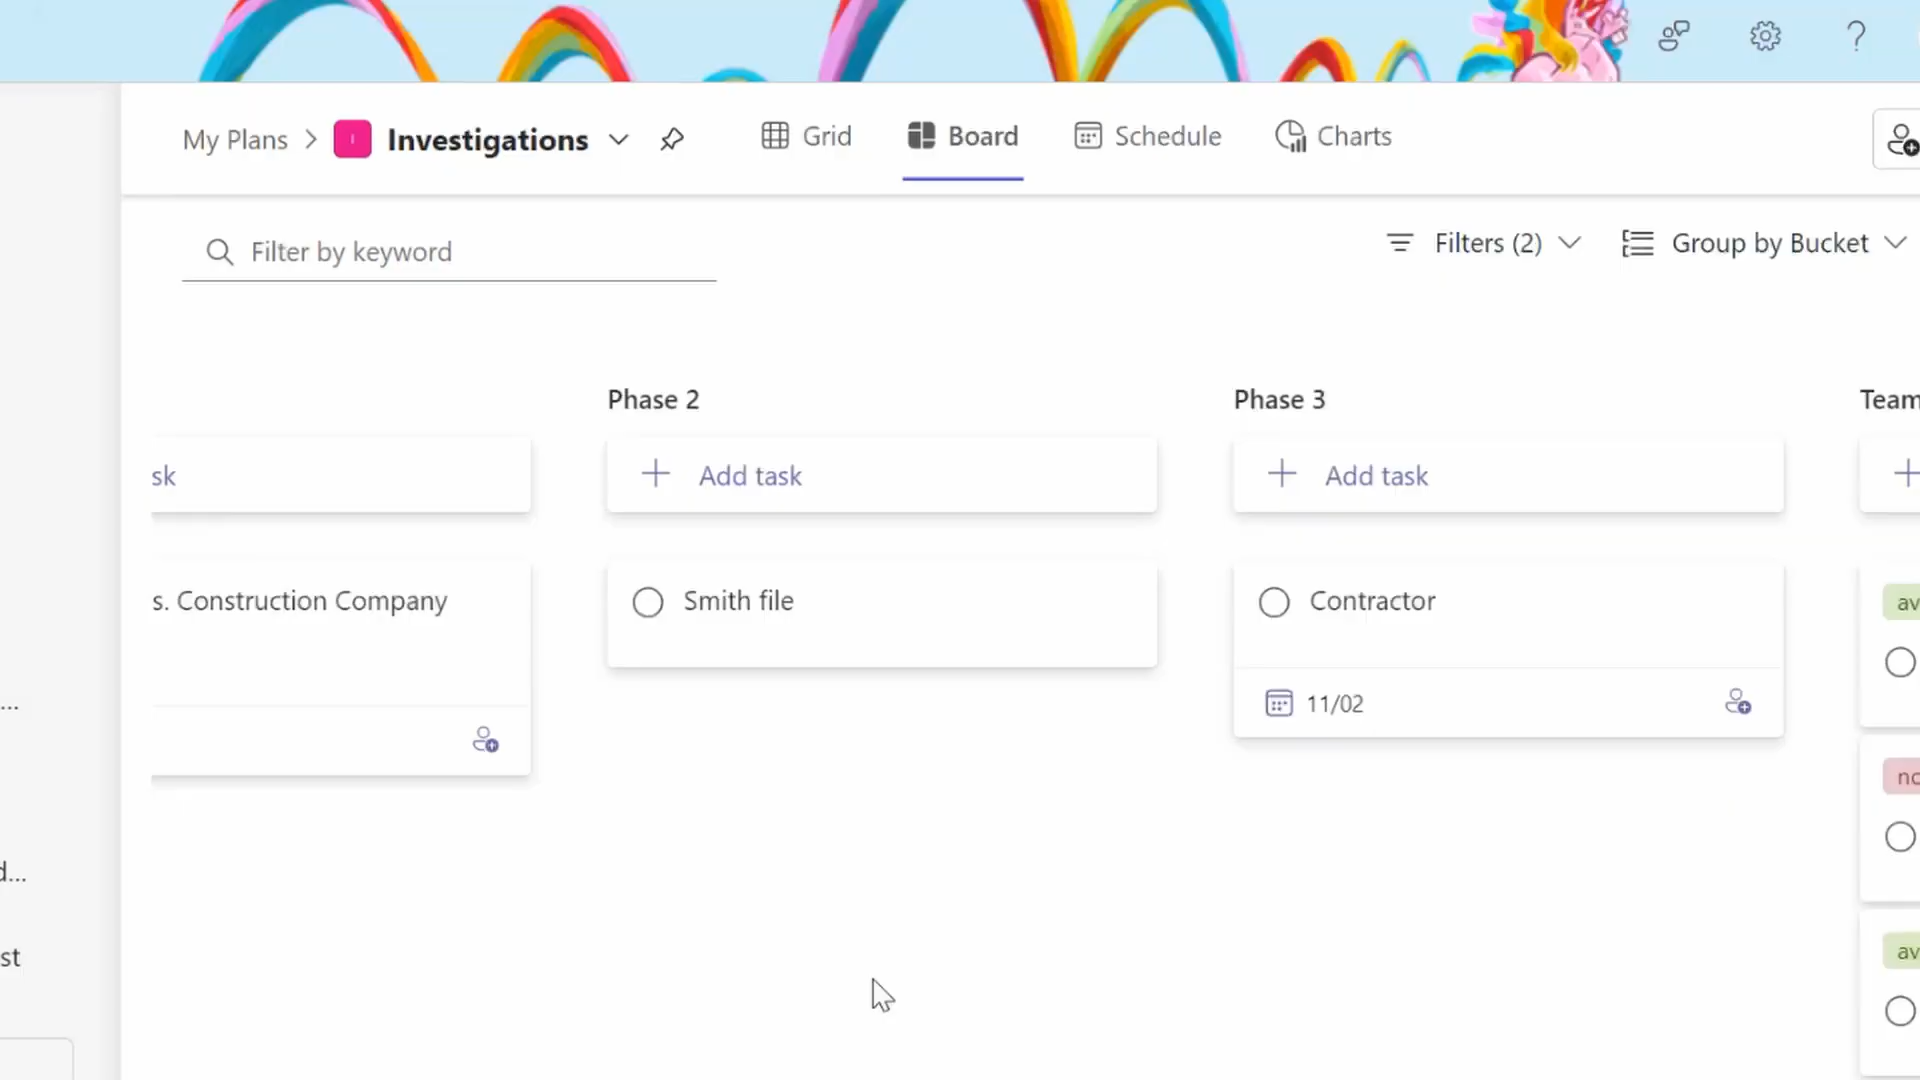 My Plans
Investigations
Grid
Board
Schedule
Charts
Filter by keyword
Filters (2)
Group by Bucket
Phase 2
Phase 3
Team
sk
Add task
Add task
s. Construction Company
Smith file
Contractor
11/02
av
av
...
d...
st